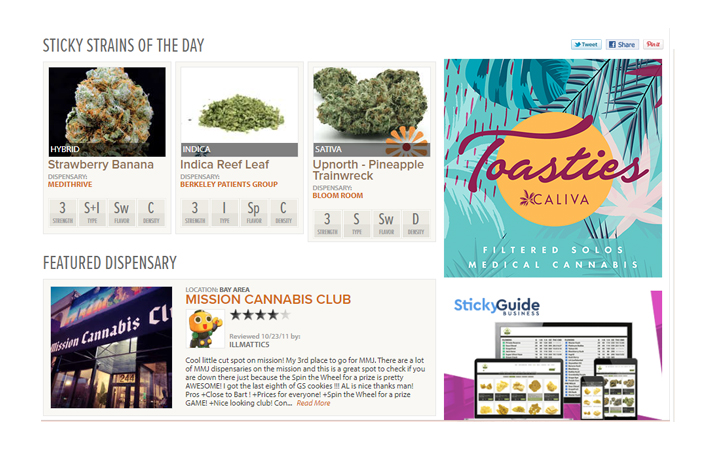 STICKY STRAINS OF THE DAY
Tweet
Share
Pin it
HYBRID
Strawberry Banana
DISPENSARY:
MEDITHRIVE
3 S+I Sw C
STRENGTH TYPE FLAVOR DENSITY
INDICA
Indica Reef Leaf
DISPENSARY:
BERKELEY PATIENTS GROUP
3 I Sp C
STRENGTH TYPE FLAVOR DENSITY
SATIVA
Upnorth - Pineapple
Trainwreck
DISPENSARY:
BLOOM ROOM
3 S Sw D
STRENGTH TYPE FLAVOR DENSITY
Toasties
CALIVA
FILTERED SOLOS
MEDICAL CANNABIS
FEATURED DISPENSARY
Mission Cannabis Cl
LOCATION: BAY AREA
MISSION CANNABIS CLUB
Reviewed 10/23/11 by:
ILLMATTICS
Cool little cut spot on mission! My 3rd place to go for MMJ. There are a lot
of MMJ dispensaries on the mission and this is a great spot to check if you
are down there just because the Spin the Wheel for a prize is pretty
AWESOME! I got the last eighth of GS cookies !!! AL is nice thanks man!
Pros +Close to Bart ! +Prices for everyone! +Spin the Wheel for a prize
GAME! +Nice looking club! Con... Read More
StickyGuide
BUSINESS